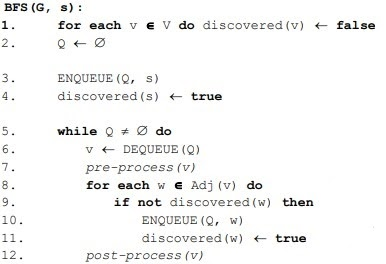 BFS(G, s):
1. for each v ∈ V do discovered(v) ← false
2. Q ← ∅
3. ENQUEUE(Q, s)
4. discovered(s) ← true
5. while Q ≠ ∅ do
6. v ← DEQUEUE(Q)
7. pre-process(v)
8. for each w ∈ Adj(v) do
9. if not discovered(w) then
10. ENQUEUE(Q, w)
11. discovered(w) ← true
12. post-process(v)